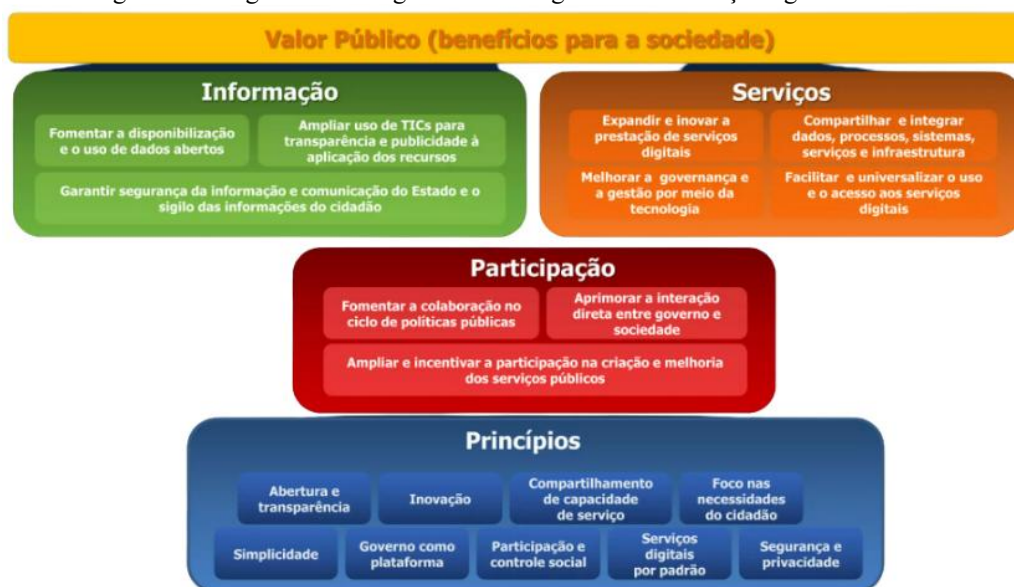 Valor Público (benefícios para a sociedade)
Informação
Fomentar a disponibilização
e o uso de dados abertos
Ampliar uso de TICs para
transparência e publicidade à
aplicação dos recursos
Garantir segurança da informação e comunicação do Estado e o
sigilo das informações do cidadão
Serviços
Expandir e inovar a
prestação de serviços
digitais
Compartilhar e integrar
dados, processos, sistemas,
serviços e infraestrutura
Melhorar a governança e
a gestão por meio da
tecnologia
Facilitar e universalizar o uso
e o acesso aos serviços
digitais
Participação
Fomentar a colaboração no
ciclo de políticas públicas
Aprimorar a interação
direta entre governo e
sociedade
Ampliar e incentivar a participação na criação e melhoria
dos serviços públicos
Princípios
Abertura e
transparência
Inovação
Compartilhamento
de capacidade
de serviço
Foco nas
necessidades
do cidadão
Simplicidade
Governo como
plataforma
Participação e
controle social
Serviços
digitais
por padrão
Segurança e
privacidade